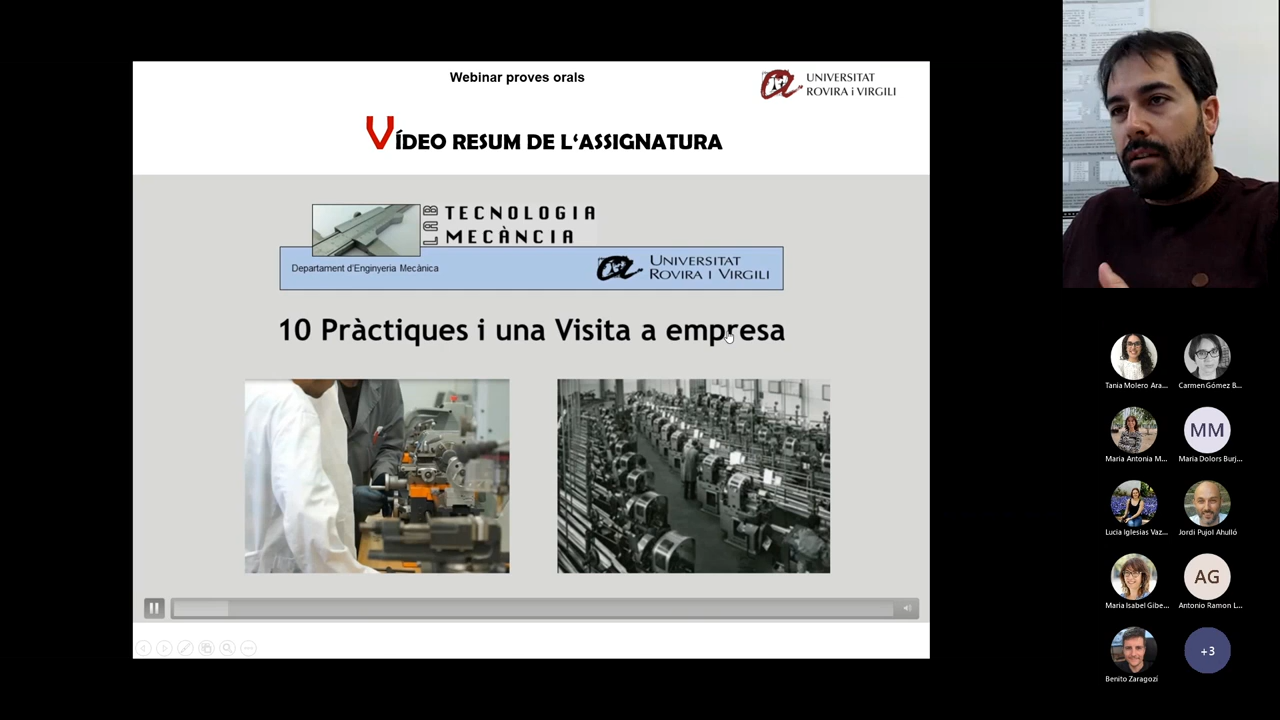 Webinar proves orals
UNIVERSITAT
ROVIRA i VIRGILI
VÍDEO RESUM DE L'ASSIGNATURA
LAB
TECNOLOGIA
MECÀNCIA
Departament d'Enginyeria Mecànica
UNIVERSITAT
ROVIRA I VIRGILI
10 Pràctiques i una Visita a empresa
Tania Molero Ara...
Carmen Gómez B...
Maria Antonia M...
MM
Maria Dolors Burj...
Lucia Iglesias Vaz...
Jordi Pujol Ahulló
Maria Isabel Gibe...
AG
Antonio Ramon L...
Benito Zaragozí
+3